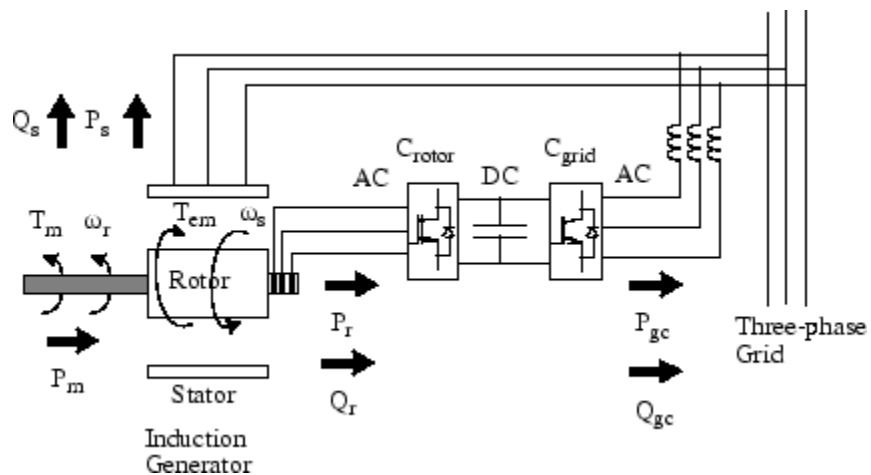 Qs Ps
Crotor
Cgrid
AC
DC
AC
Tm
ωr
Tem
ωs
Rotor
Pr
Pgc
Three-phase
Grid
Pm
Stator
Qr
Qgc
Induction
Generator